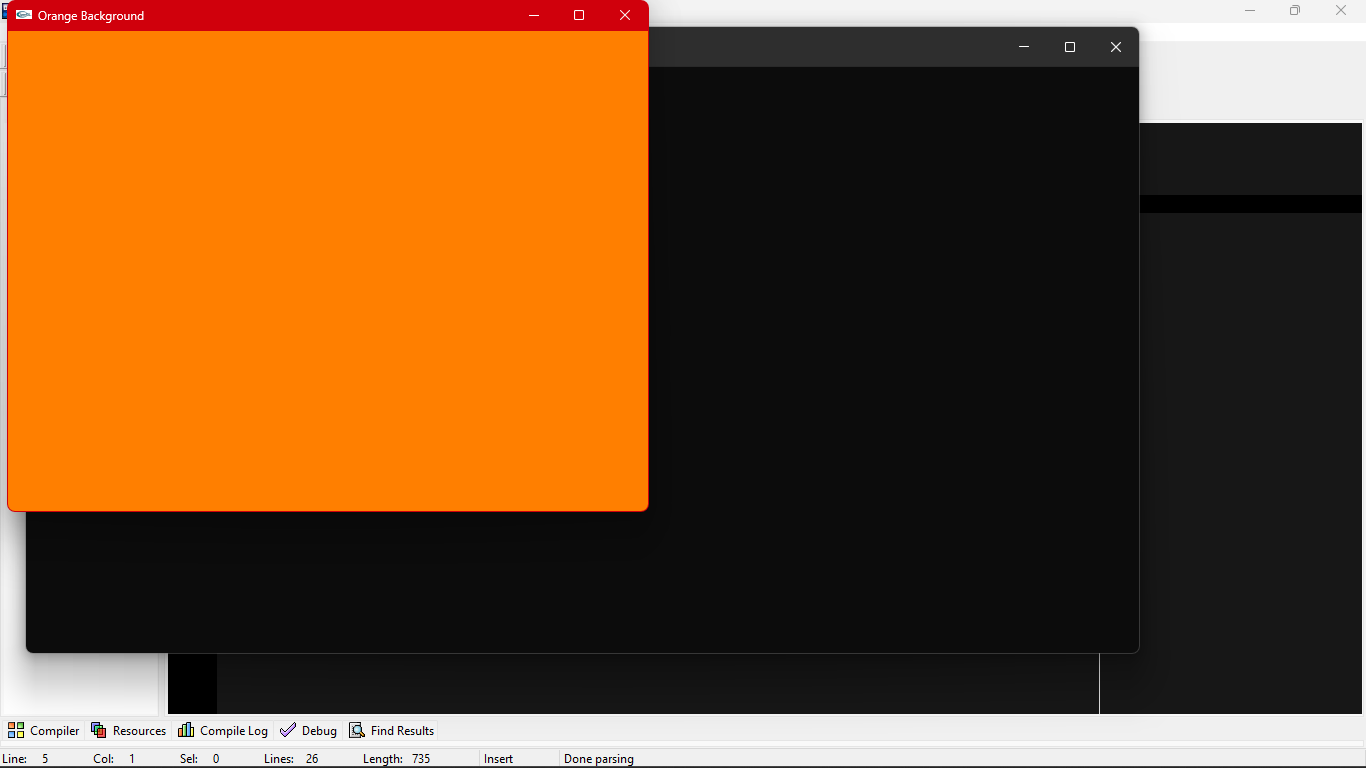 Orange Background
Compiler Resources Compile Log Debug Find Results
Line: 5 Col: 1 Sel: 0 Lines: 26 Length: 735 Insert Done parsing